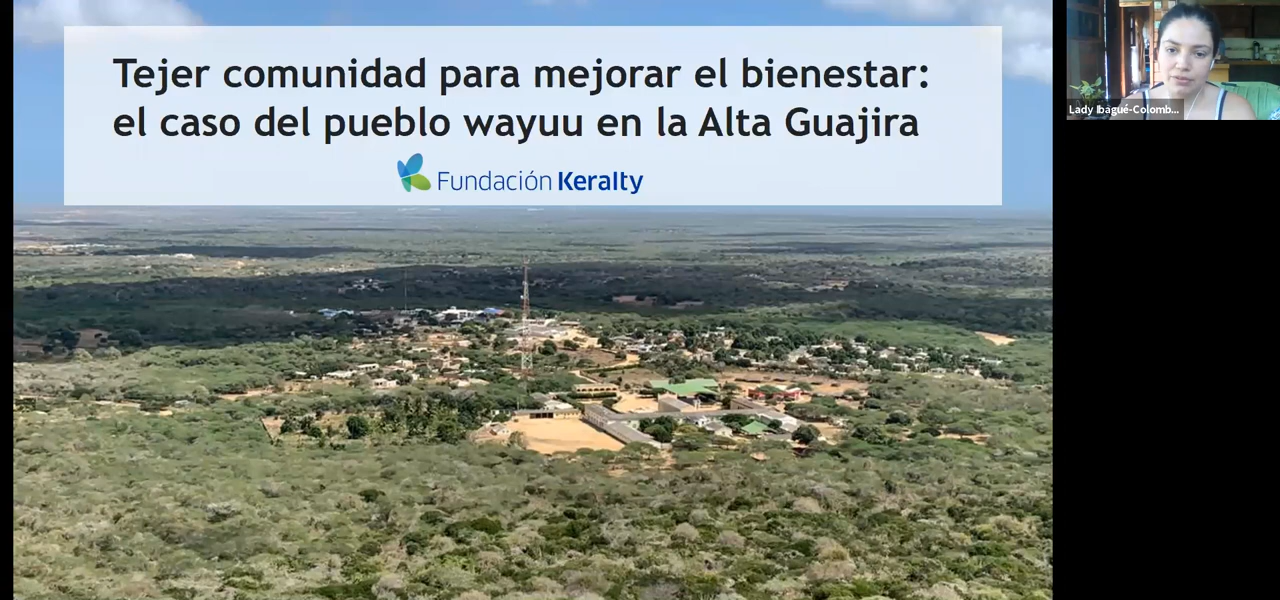 Tejer comunidad para mejorar el bienestar:
el caso del pueblo wayuu en la Alta Guajira
Fundación Keralty
Lady Ibagué-Colomb...